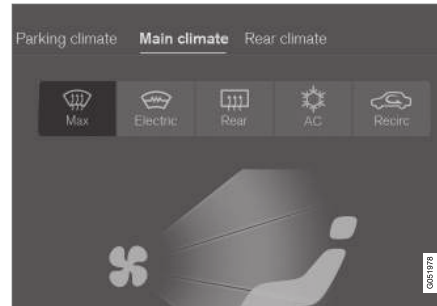 Parking climate Main climate Rear climate
Max Electric Rear AC Recirc
G051978